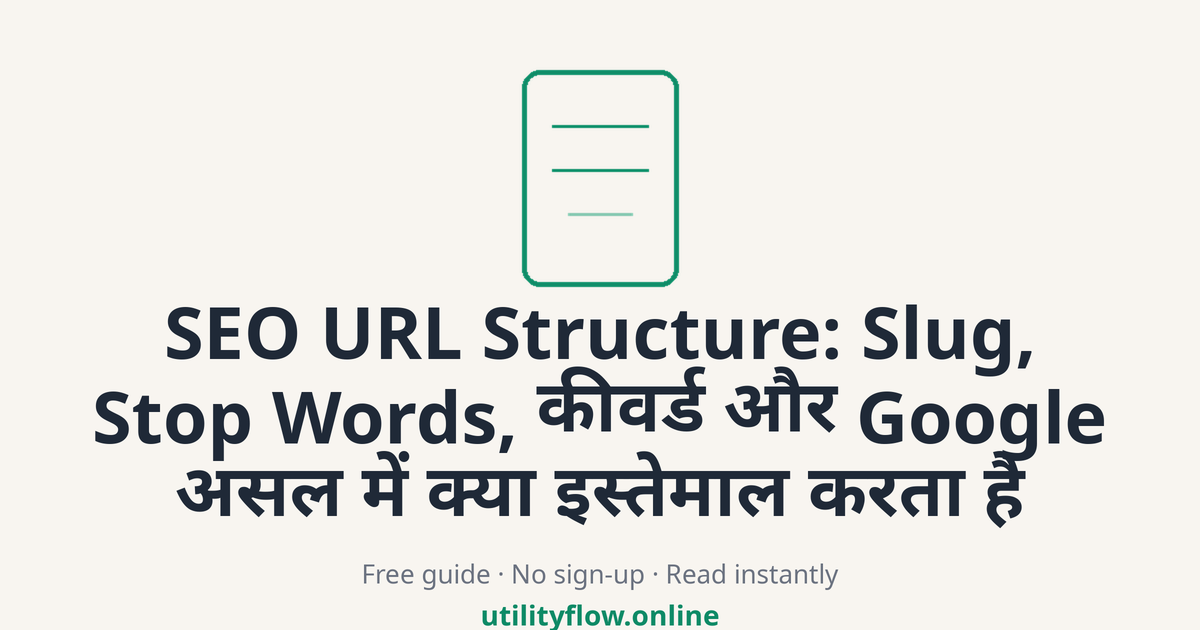 SEO URL Structure: Slug,
Stop Words, कीवर्ड और Google
असल में क्या इस्तेमाल करता है
Free guide · No sign-up · Read instantly
utilityflow.online